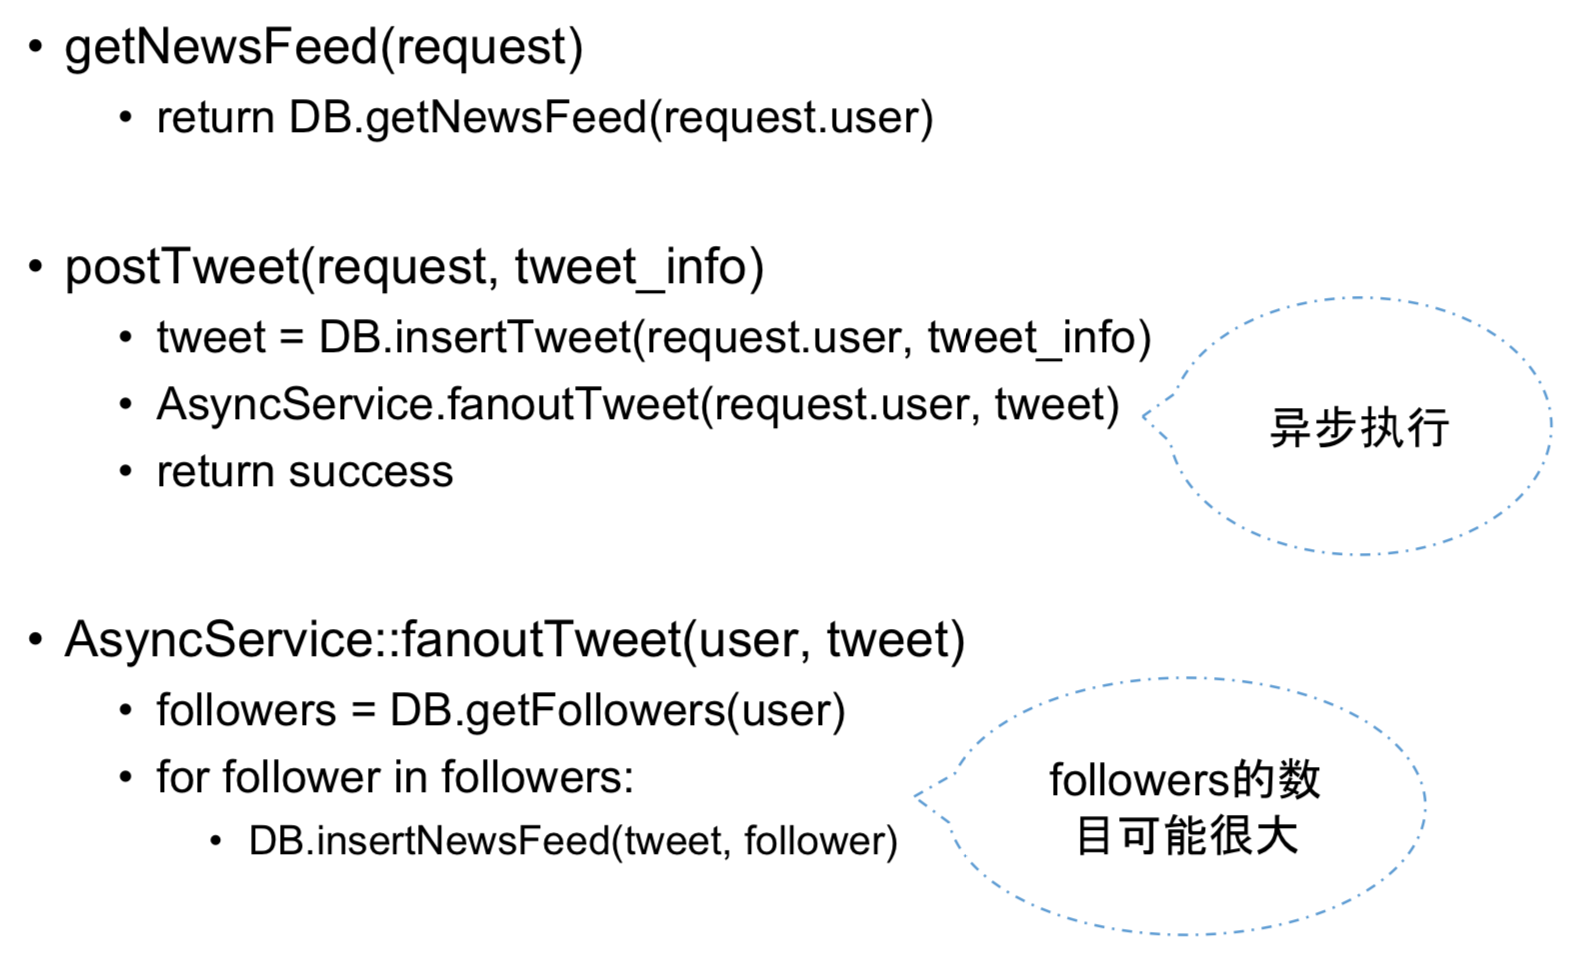 • getNewsFeed(request)
• return DB.getNewsFeed(request.user)
• postTweet(request, tweet_info)
• tweet = DB.insertTweet(request.user, tweet_info)
• AsyncService.fanoutTweet(request.user, tweet)
• return success
异步执行
• AsyncService::fanoutTweet(user, tweet)
• followers = DB.getFollowers(user)
• for follower in followers:
• DB.insertNewsFeed(tweet, follower)
followers的数
目可能很大